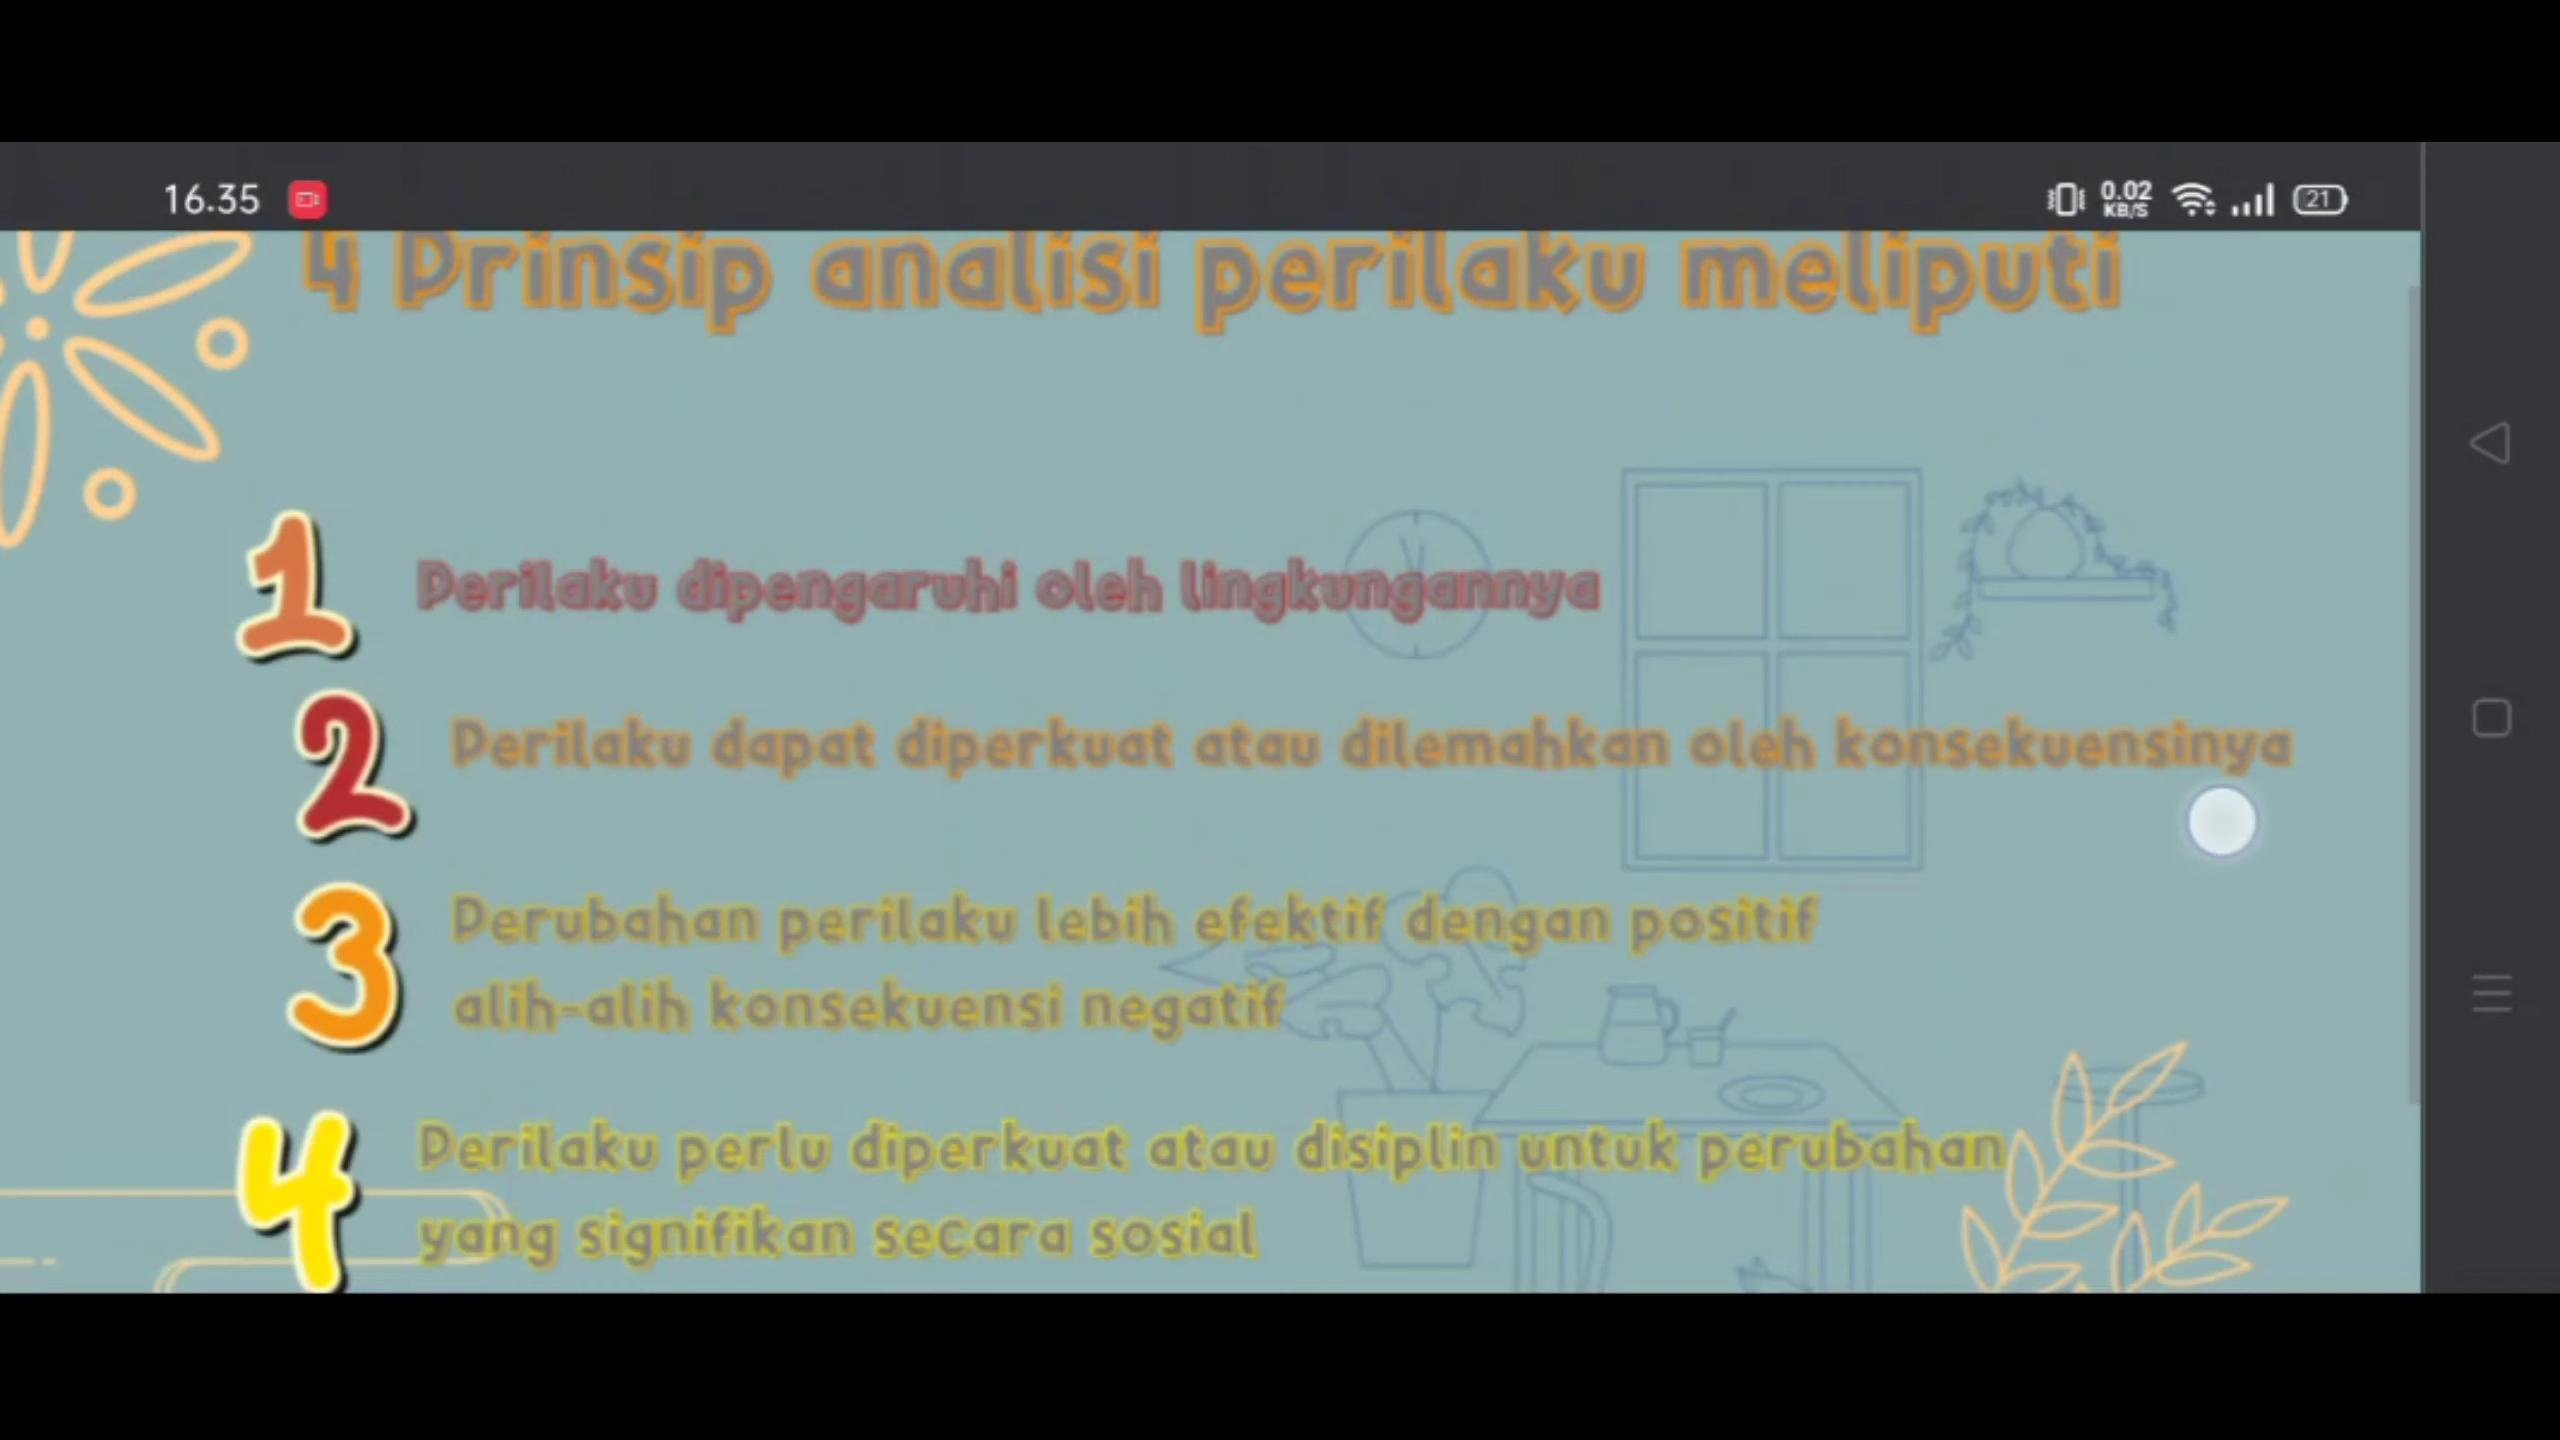 16.35
0.02
KB/S
21
4 Prinsip analisi perilaku meliputi
1
Perilaku dipengaruhi oleh lingkungannya
2
Perilaku dapat diperkuat atau dilemahkan oleh konsekuensinya
3
Perubahan perilaku lebih efektif dengan positif
alih-alih konsekuensi negatif
4
Perilaku perlu diperkuat atau disiplin untuk perubahan
yang signifikan secara sosial